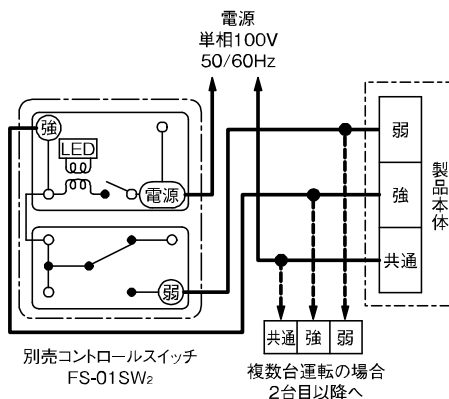 電源
単相100V
50/60Hz
強
LED
電源
弱
弱
強
共通
製品本体
共通 強 弱
別売コントロールスイッチ
FS-01SW₂
複数台運転の場合
2台目以降へ